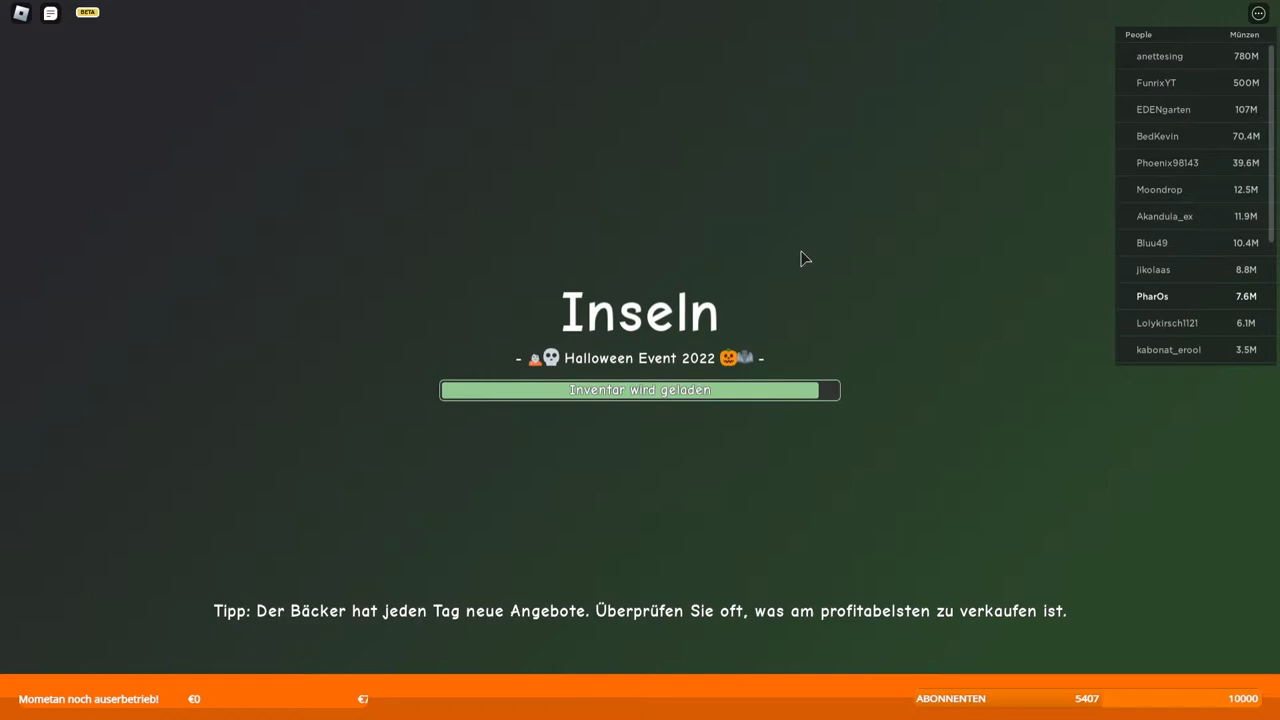 BETA
People Münzen
anettesing 780M
FunrixYT 500M
EDENgarten 107M
BedKevin 70.4M
Phoenix98143 39.6M
Moondrop 12.5M
Akandula_ex 11.9M
Bluu49 10.4M
jikolaas 8.8M
PharOs 7.6M
Lolykirsch1121 6.1M
kabonat_erool 3.5M
Inseln
- Halloween Event 2022 -
Inventar wird geladen
Tipp: Der Bäcker hat jeden Tag neue Angebote. Überprüfen Sie oft, was am profitabelsten zu verkaufen ist.
Mometan noch auserbetrieb! €0 €7 ABONNENTEN 5407 10000